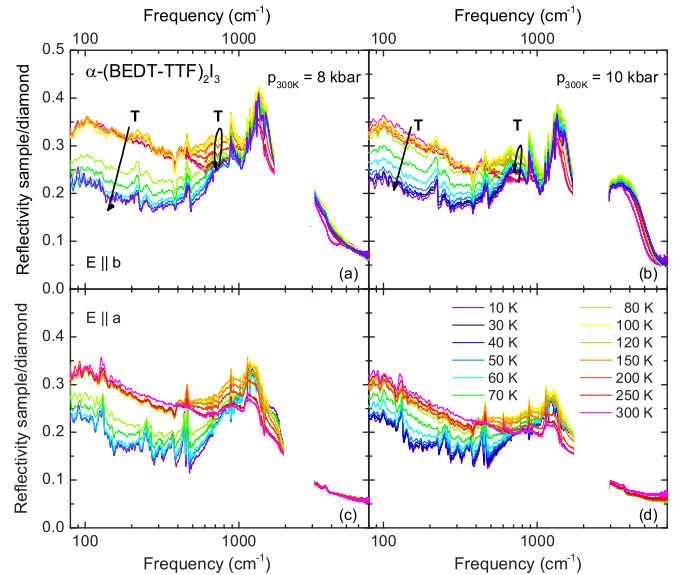 Frequency (cm⁻¹) Frequency (cm⁻¹)
100 1000 100 1000
α-(BEDT-TTF)₂I₃
p₃₀₀K = 8 kbar
p₃₀₀K = 10 kbar
T T T T
0.5
0.4
0.3
0.2
0.1
0.0
Reflectivity sample/diamond
E || b
(a) (b)
E || a
10 K 80 K
30 K 100 K
40 K 120 K
50 K 150 K
60 K 200 K
70 K 250 K
300 K
0.4
0.3
0.2
0.1
0.0
Reflectivity sample/diamond
(c) (d)
100 1000 100 1000
Frequency (cm⁻¹) Frequency (cm⁻¹)